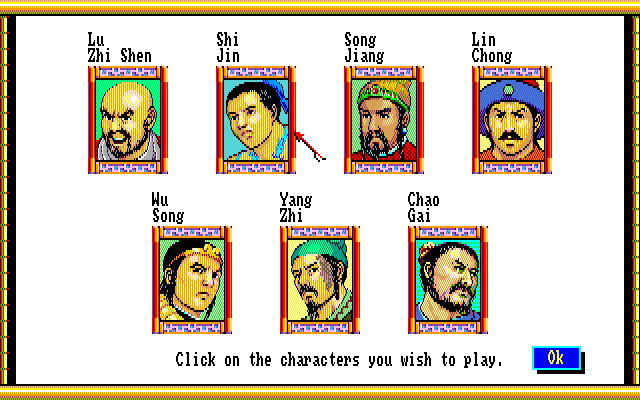 Lu
Zhi Shen
Shi
Jin
Song
Jiang
Lin
Chong
Wu
Song
Yang
Zhi
Chao
Gai
Click on the characters you wish to play.
Ok